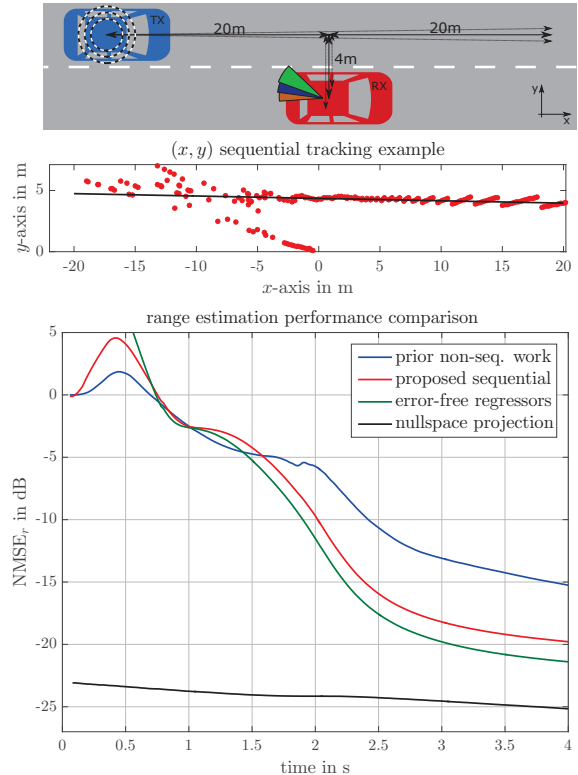 TX
20m
20m
4m
RX
y
x
(x, y) sequential tracking example
y-axis in m
5
0
-20
-15
-10
-5
0
5
10
15
20
x-axis in m
range estimation performance comparison
prior non-seq. work
proposed sequential
error-free regressors
nullspace projection
NMSE_r in dB
5
0
-5
-10
-15
-20
-25
0
0.5
1
1.5
2
2.5
3
3.5
4
time in s